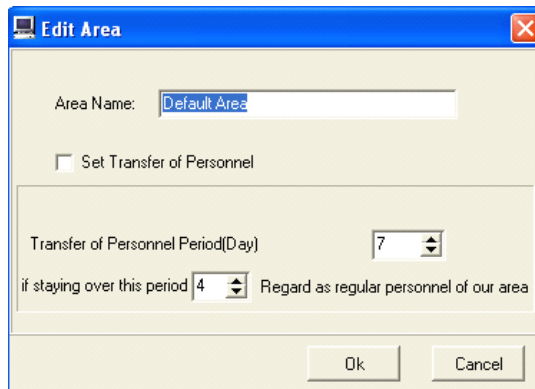 Edit Area
Area Name: Default Area
Set Transfer of Personnel
Transfer of Personnel Period(Day) 7
if staying over this period 4 Regard as regular personnel of our area
Ok Cancel